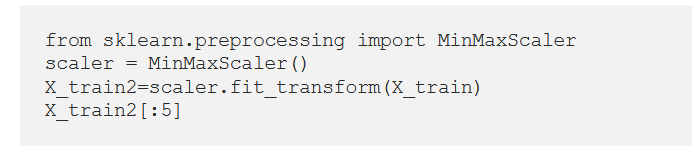 from sklearn.preprocessing import MinMaxScaler
scaler = MinMaxScaler()
X_train2=scaler.fit_transform(X_train)
X_train2[:5]